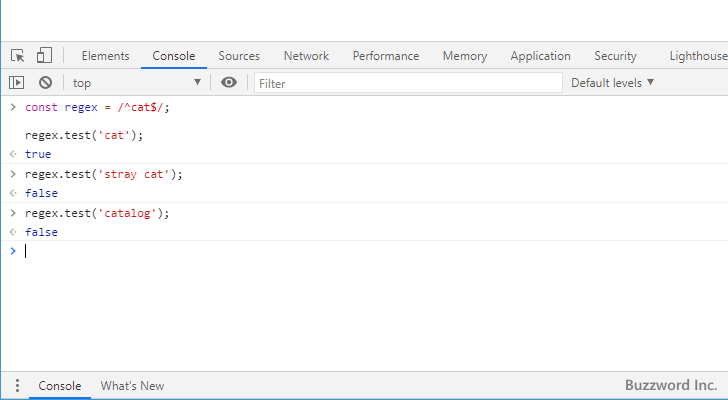 Elements Console Sources Network Performance Memory Application Security Lighthouse
top Filter Default levels
> const regex = /^cat$/;
regex.test('cat');
true
> regex.test('stray cat');
false
> regex.test('catalog');
false
>
Console What's New Buzzword Inc.